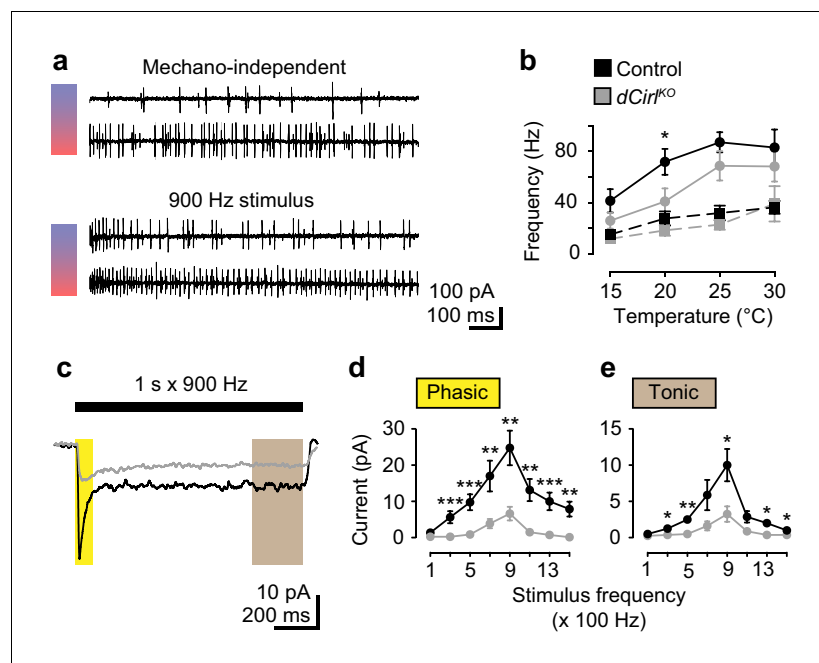 a
Mechano-independent
900 Hz stimulus
100 pA
100 ms
b
Control
dCirl^KO
Frequency (Hz)
80
40
0
*
15 20 25 30
Temperature (°C)
c
1 s x 900 Hz
10 pA
200 ms
d
Phasic
Current (pA)
30
20
10
0
*** *** ** ** ** *** **
1 5 9 13
e
Tonic
15
10
5
0
* ** * * *
1 5 9 13
Stimulus frequency
(x 100 Hz)